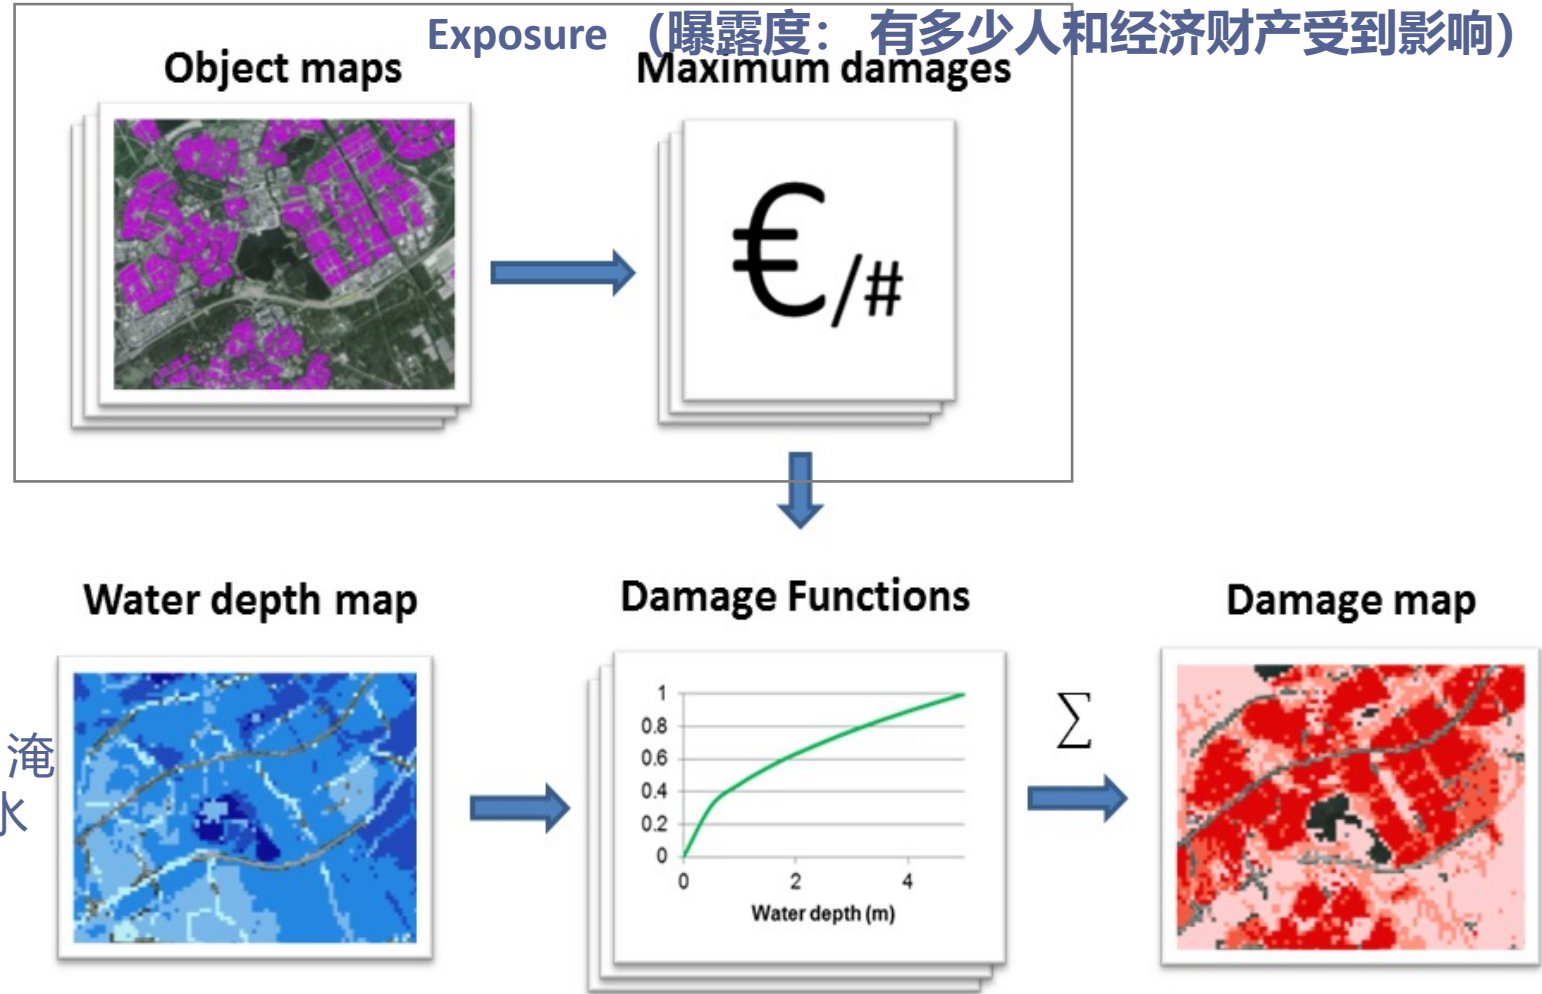 Exposure （曝露度： 有多少人和经济财产受到影响）
Object maps
Maximum damages
€/#
Water depth map
Damage Functions
Damage map
淹
水
1
0.8
0.6
0.4
0.2
0
0 2 4
Water depth (m)
∑